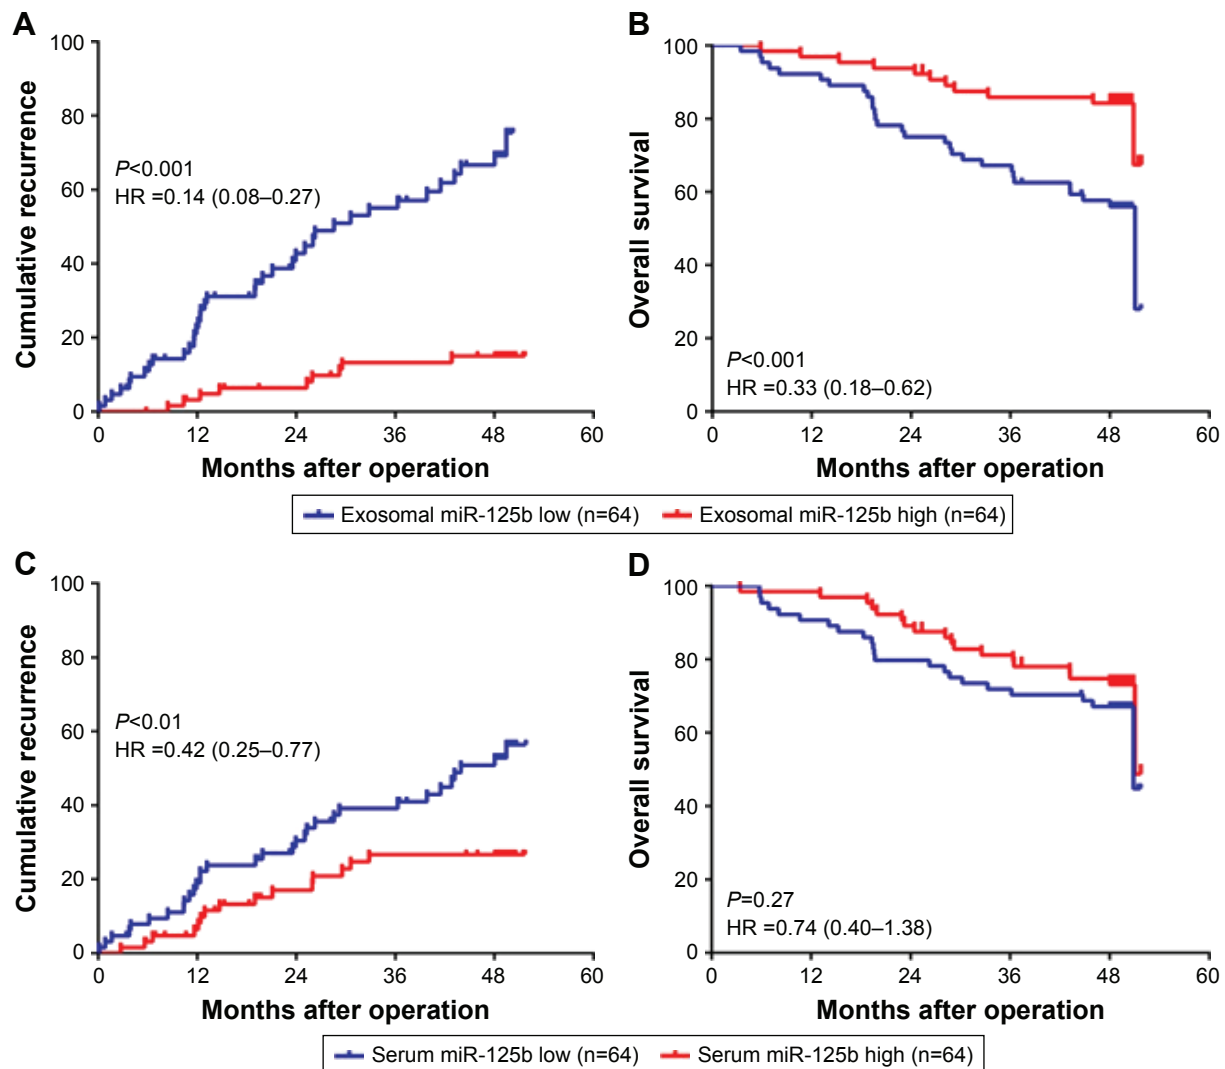 A
Cumulative recurrence
100
80
60
40
20
0
P<0.001
HR =0.14 (0.08–0.27)
0 12 24 36 48 60
Months after operation
B
Overall survival
100
80
60
40
20
0
P<0.001
HR =0.33 (0.18–0.62)
0 12 24 36 48 60
Months after operation
Exosomal miR-125b low (n=64) Exosomal miR-125b high (n=64)
C
Cumulative recurrence
100
80
60
40
20
0
P<0.01
HR =0.42 (0.25–0.77)
0 12 24 36 48 60
Months after operation
D
Overall survival
100
80
60
40
20
0
P=0.27
HR =0.74 (0.40–1.38)
0 12 24 36 48 60
Months after operation
Serum miR-125b low (n=64) Serum miR-125b high (n=64)